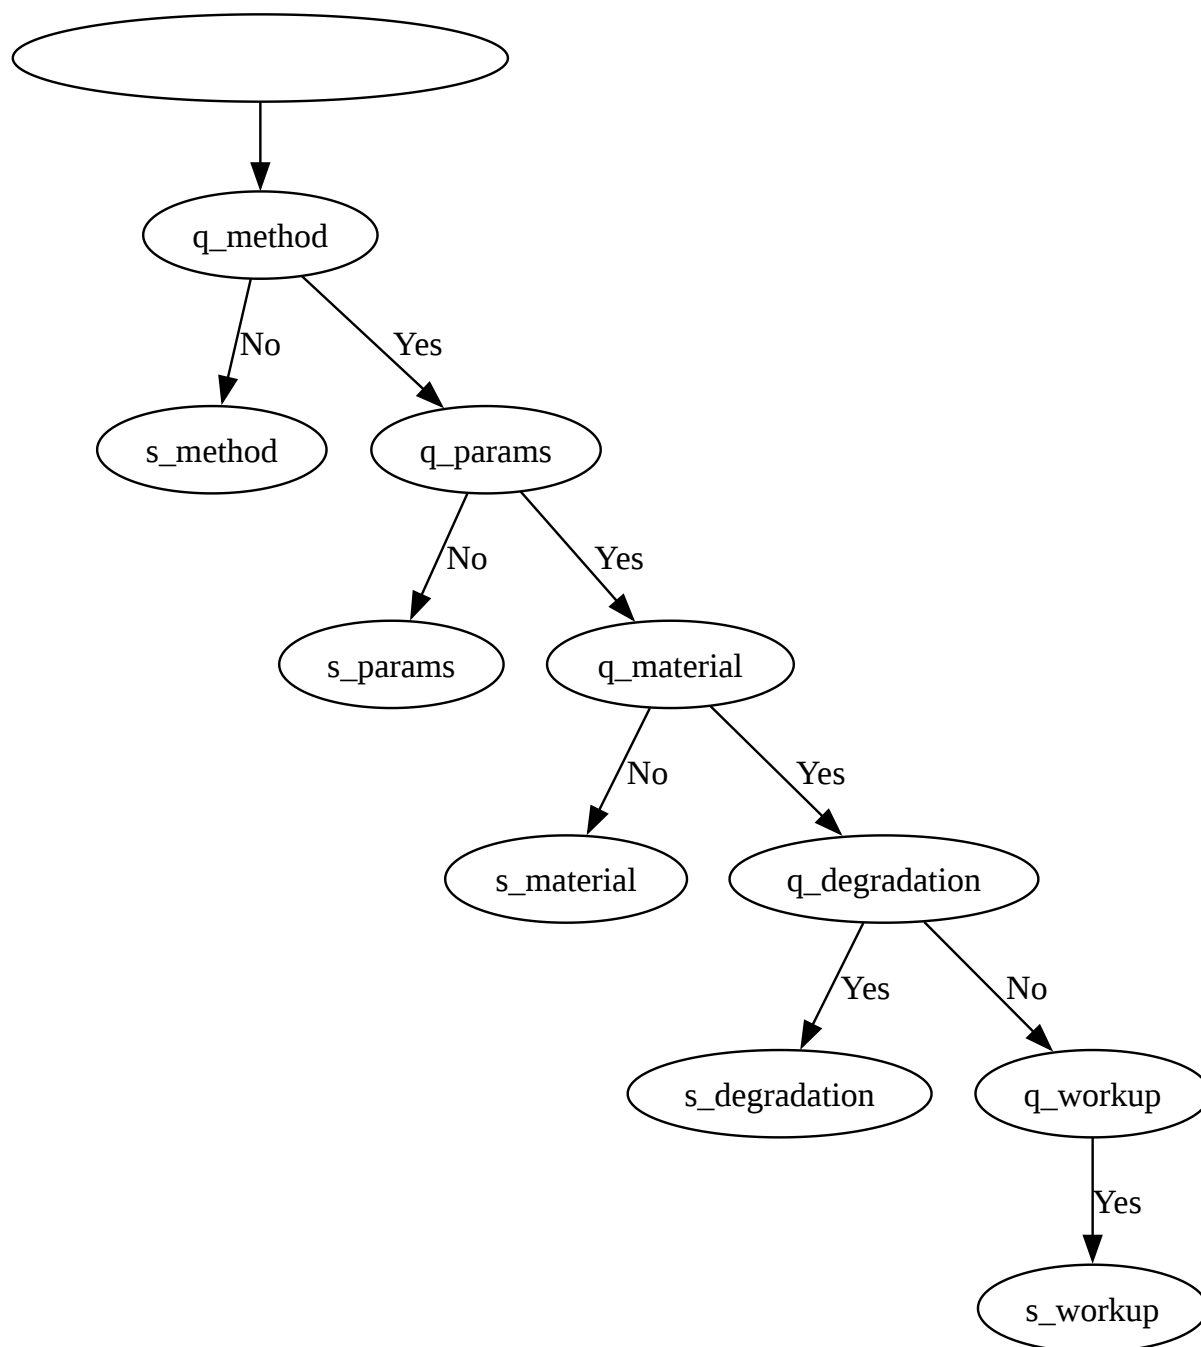 q_method
No
Yes
s_method
q_params
No
Yes
s_params
q_material
No
Yes
s_material
q_degradation
Yes
No
s_degradation
q_workup
Yes
s_workup